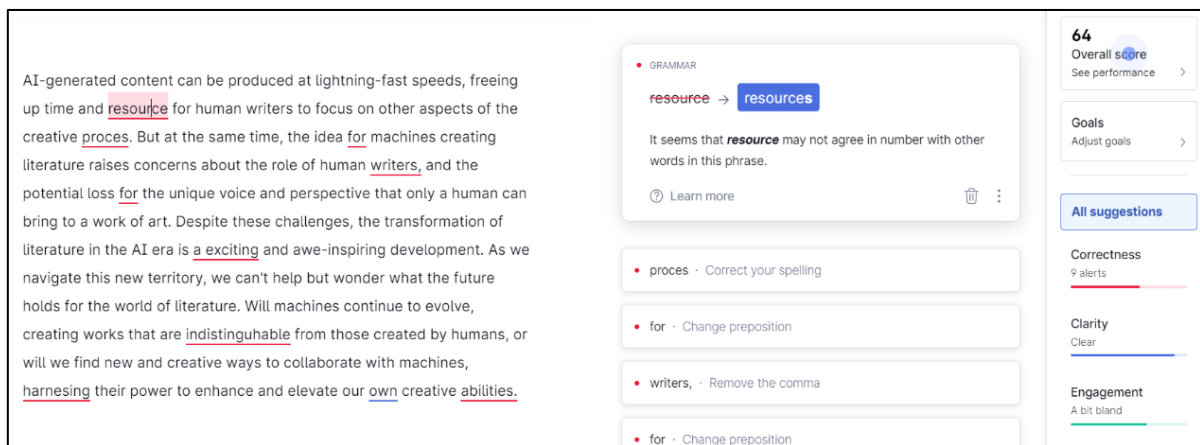 AI-generated content can be produced at lightning-fast speeds, freeing
up time and resource for human writers to focus on other aspects of the
creative proces. But at the same time, the idea for machines creating
literature raises concerns about the role of human writers, and the
potential loss for the unique voice and perspective that only a human can
bring to a work of art. Despite these challenges, the transformation of
literature in the AI era is a exciting and awe-inspiring development. As we
navigate this new territory, we can't help but wonder what the future
holds for the world of literature. Will machines continue to evolve,
creating works that are indistinguhable from those created by humans, or
will we find new and creative ways to collaborate with machines,
harnesing their power to enhance and elevate our own creative abilities.
GRAMMAR
resource → resources
It seems that resource may not agree in number with other
words in this phrase.
Learn more
proces · Correct your spelling
for · Change preposition
writers, · Remove the comma
for · Change preposition
64
Overall score
See performance
Goals
Adjust goals
All suggestions
Correctness
9 alerts
Clarity
Clear
Engagement
A bit bland